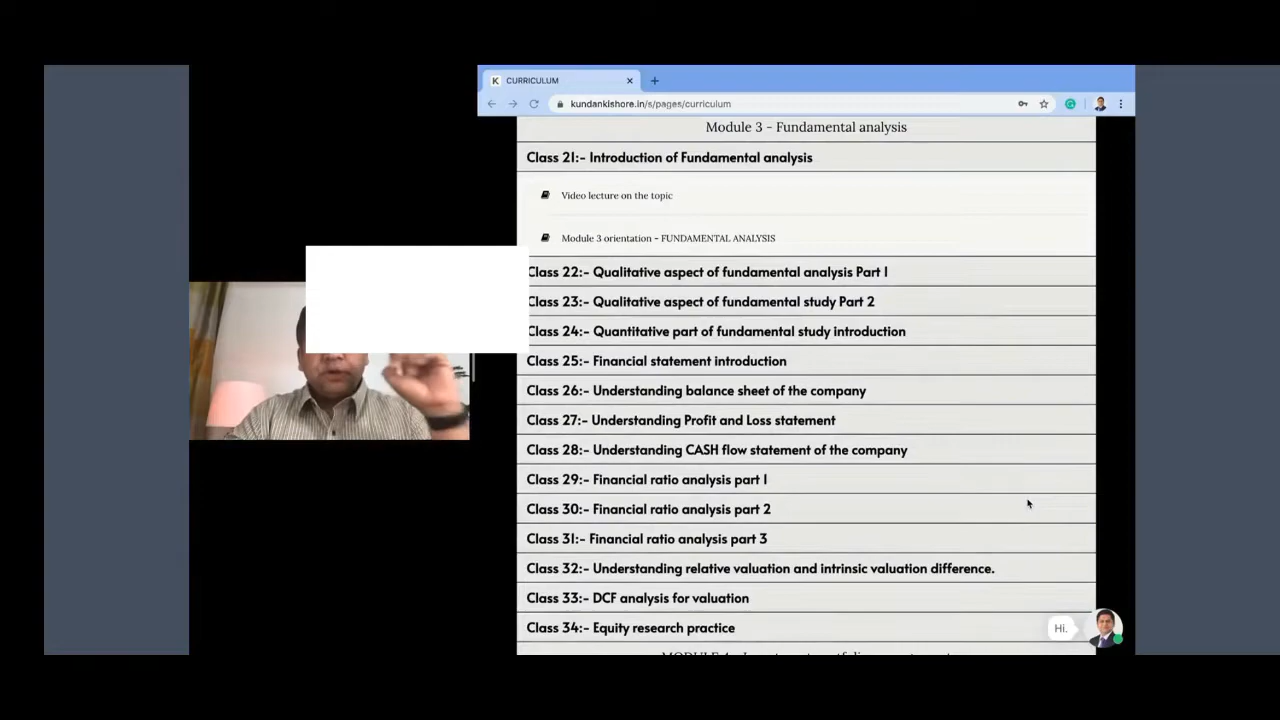 K CURRICULUM
kundankishore.in/s/pages/curriculum
Module 3 - Fundamental analysis
Class 21:- Introduction of Fundamental analysis
Video lecture on the topic
Module 3 orientation - FUNDAMENTAL ANALYSIS
Class 22:- Qualitative aspect of fundamental analysis Part 1
Class 23:- Qualitative aspect of fundamental study Part 2
Class 24:- Quantitative part of fundamental study introduction
Class 25:- Financial statement introduction
Class 26:- Understanding balance sheet of the company
Class 27:- Understanding Profit and Loss statement
Class 28:- Understanding CASH flow statement of the company
Class 29:- Financial ratio analysis part 1
Class 30:- Financial ratio analysis part 2
Class 31:- Financial ratio analysis part 3
Class 32:- Understanding relative valuation and intrinsic valuation difference.
Class 33:- DCF analysis for valuation
Class 34:- Equity research practice
Hi.